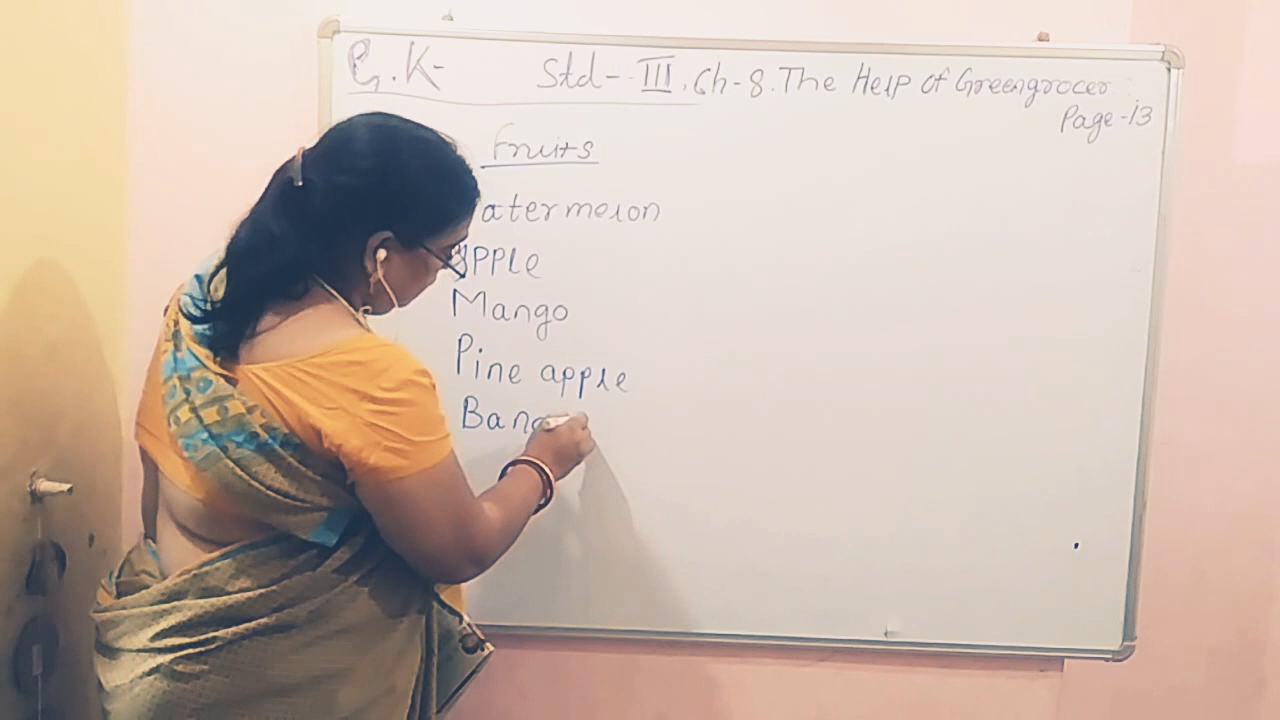 G.K- Std-III, Ch-8. The Help of Greengrocer
Page-13
Fruits
atermelon
pple
Mango
Pine apple
Ban